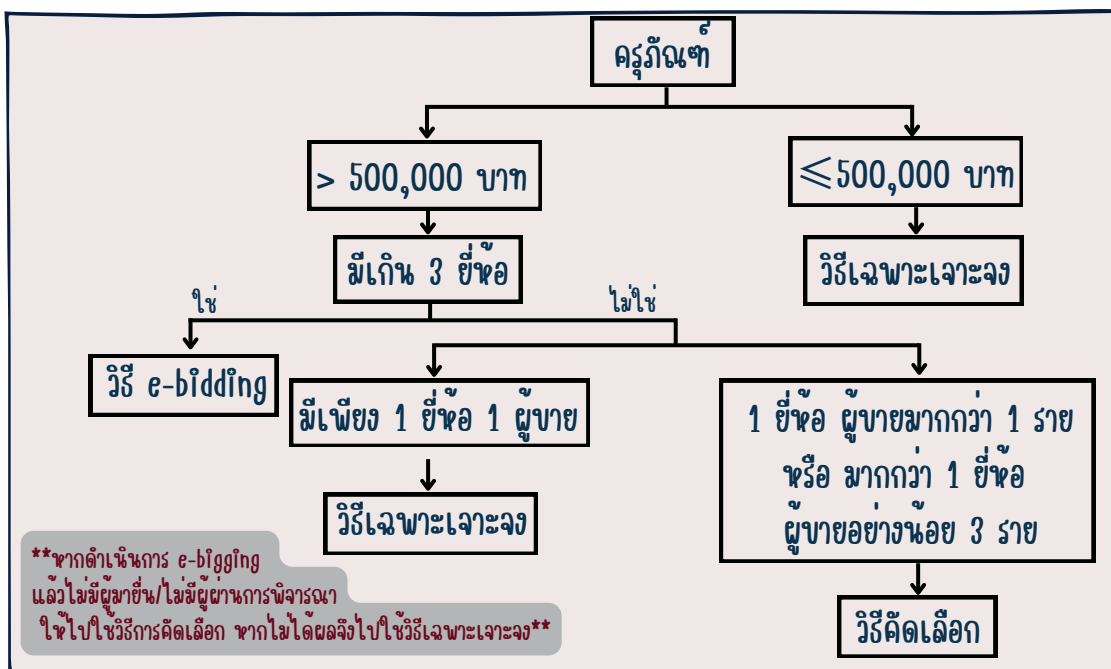 ครุภัณฑ์
> 500,000 บาท
≤500,000 บาท
มีเกิน 3 ยี่ห้อ
วิธีเฉพาะเจาะจง
ใช่
ไม่ใช่
วิธี e-bidding
มีเพียง 1 ยี่ห้อ 1 ผู้ขาย
1 ยี่ห้อ ผู้ขายมากกว่า 1 ราย
หรือ มากกว่า 1 ยี่ห้อ
ผู้ขายอย่างน้อย 3 ราย
วิธีเฉพาะเจาะจง
วิธีคัดเลือก
**หากดำเนินการ e-bigging
แล้วไม่มีผู้มายื่น/ไม่มีผู้ผ่านการพิจารณา
ให้ไปใช้วิธีการคัดเลือก หากไม่ได้ผลจึงไปใช้วิธีเฉพาะเจาะจง**